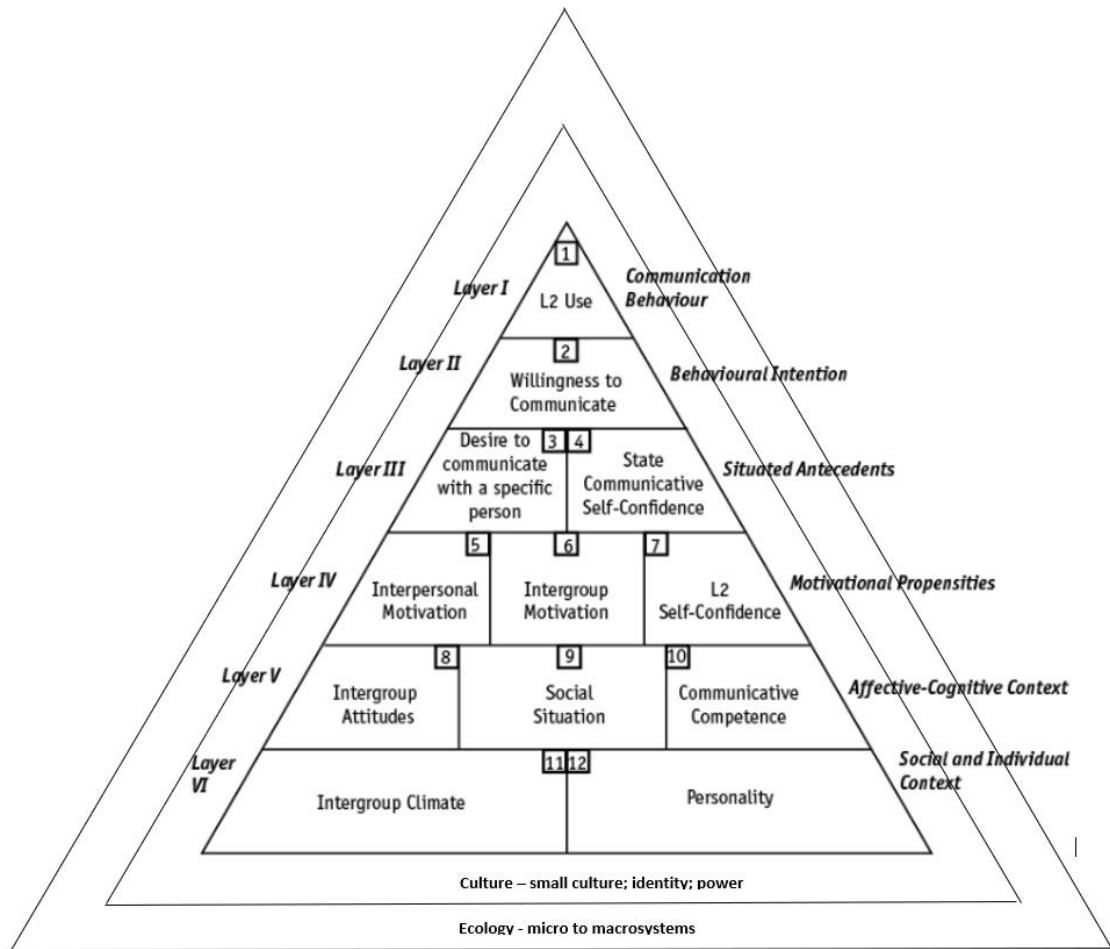 1
Layer I
L2 Use
Communication
Behaviour
2
Layer II
Willingness to
Communicate
Behavioural Intention
3 4
Layer III
Desire to
communicate
with a specific
person
State
Communicative
Self-Confidence
Situated Antecedents
5 6 7
Layer IV
Interpersonal
Motivation
Intergroup
Motivation
L2
Self-Confidence
Motivational Propensities
8 9 10
Layer V
Intergroup
Attitudes
Social
Situation
Communicative
Competence
Affective-Cognitive Context
11 12
Layer
VI
Intergroup Climate
Personality
Social and Individual
Context
Culture – small culture; identity; power
Ecology - micro to macrosystems